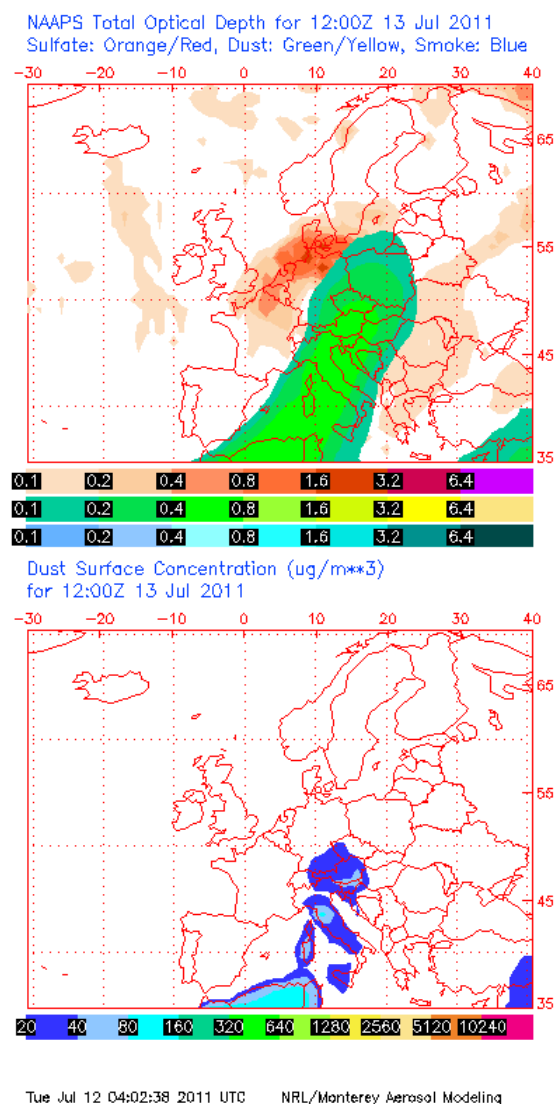 NAAPS Total Optical Depth for 12:00Z 13 Jul 2011
Sulfate: Orange/Red, Dust: Green/Yellow, Smoke: Blue
-30 -20 -10 0 10 20 30 40
65
55
45
35
0.1 0.2 0.4 0.8 1.6 3.2 6.4
0.1 0.2 0.4 0.8 1.6 3.2 6.4
0.1 0.2 0.4 0.8 1.6 3.2 6.4
Dust Surface Concentration (ug/m**3)
for 12:00Z 13 Jul 2011
-30 -20 -10 0 10 20 30 40
65
55
45
35
20 40 80 160 320 640 1280 2560 5120 10240
Tue Jul 12 04:02:38 2011 UTC NRL/Monterey Aerosol Modeling